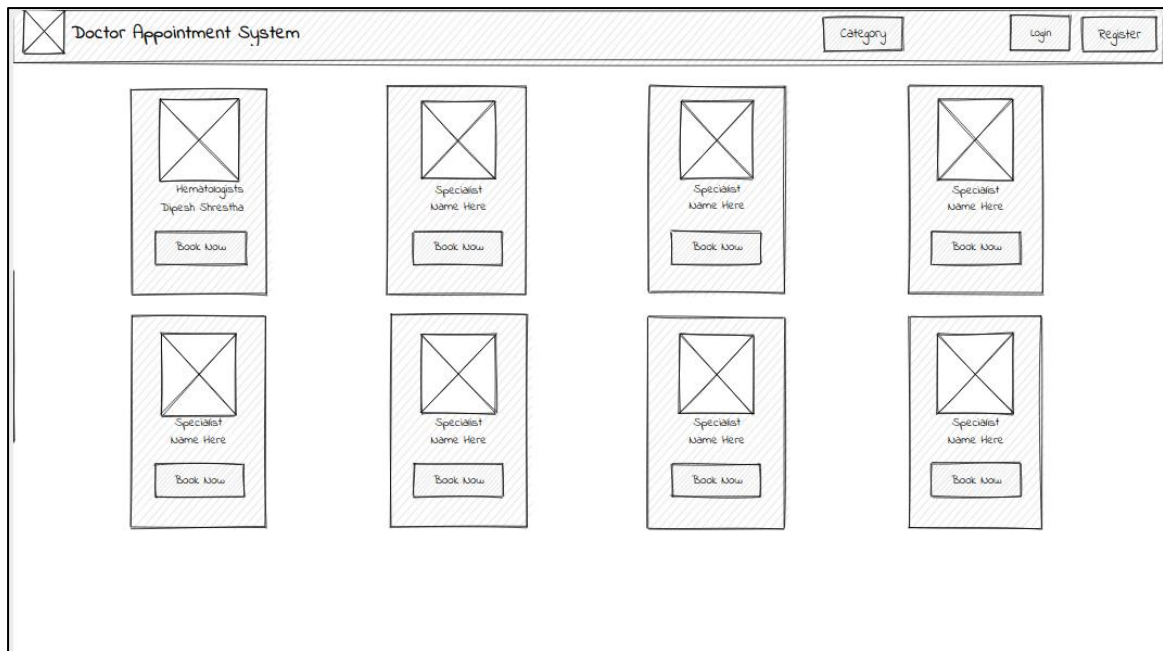 Doctor Appointment System
Category
Login
Register
Hematologists
Dipesh Shrestha
Book Now
Specialist
Name Here
Book Now
Specialist
Name Here
Book Now
Specialist
Name Here
Book Now
Specialist
Name Here
Book Now
Specialist
Name Here
Book Now
Specialist
Name Here
Book Now
Specialist
Name Here
Book Now